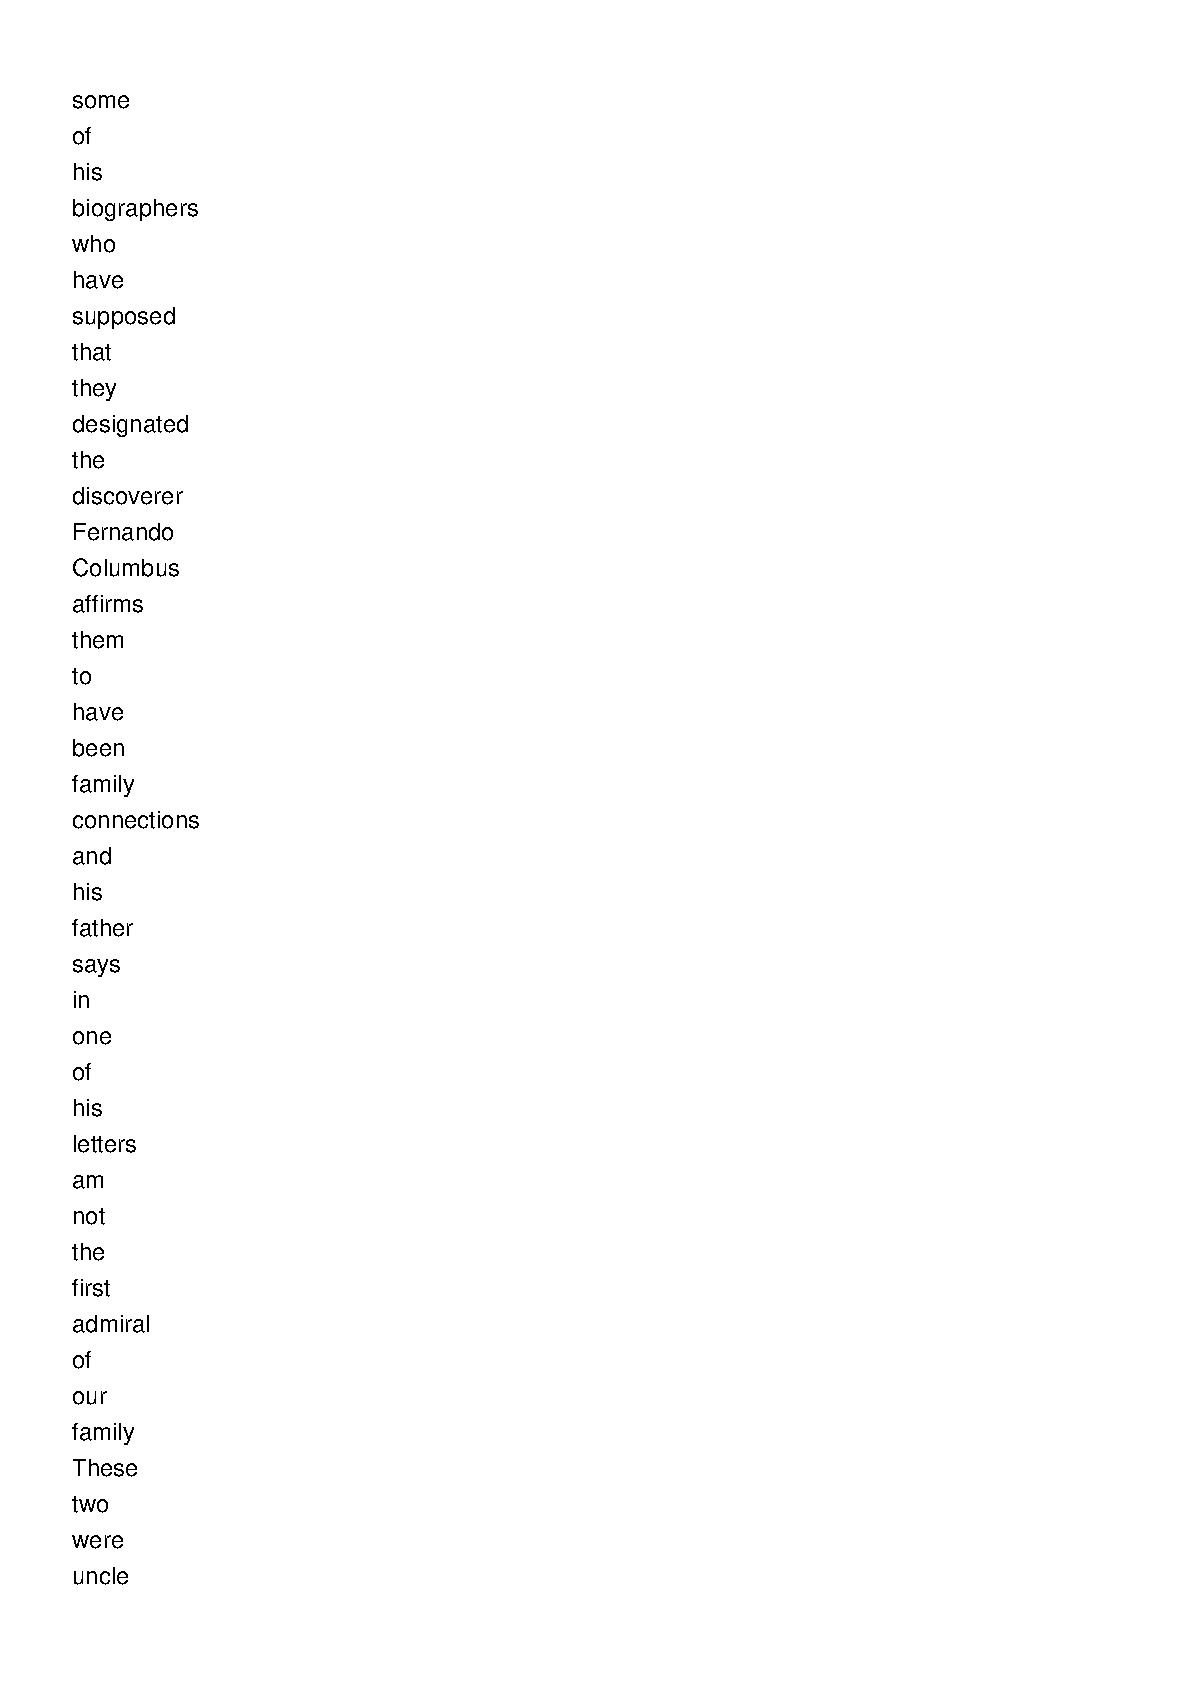 some
of
his
biographers
who
have
supposed
that
they
designated
the
discoverer
Fernando
Columbus
affirms
them
to
have
been
family
connections
and
his
father
says
in
one
of
his
letters
am
not
the
first
admiral
of
our
family
These
two
were
uncle